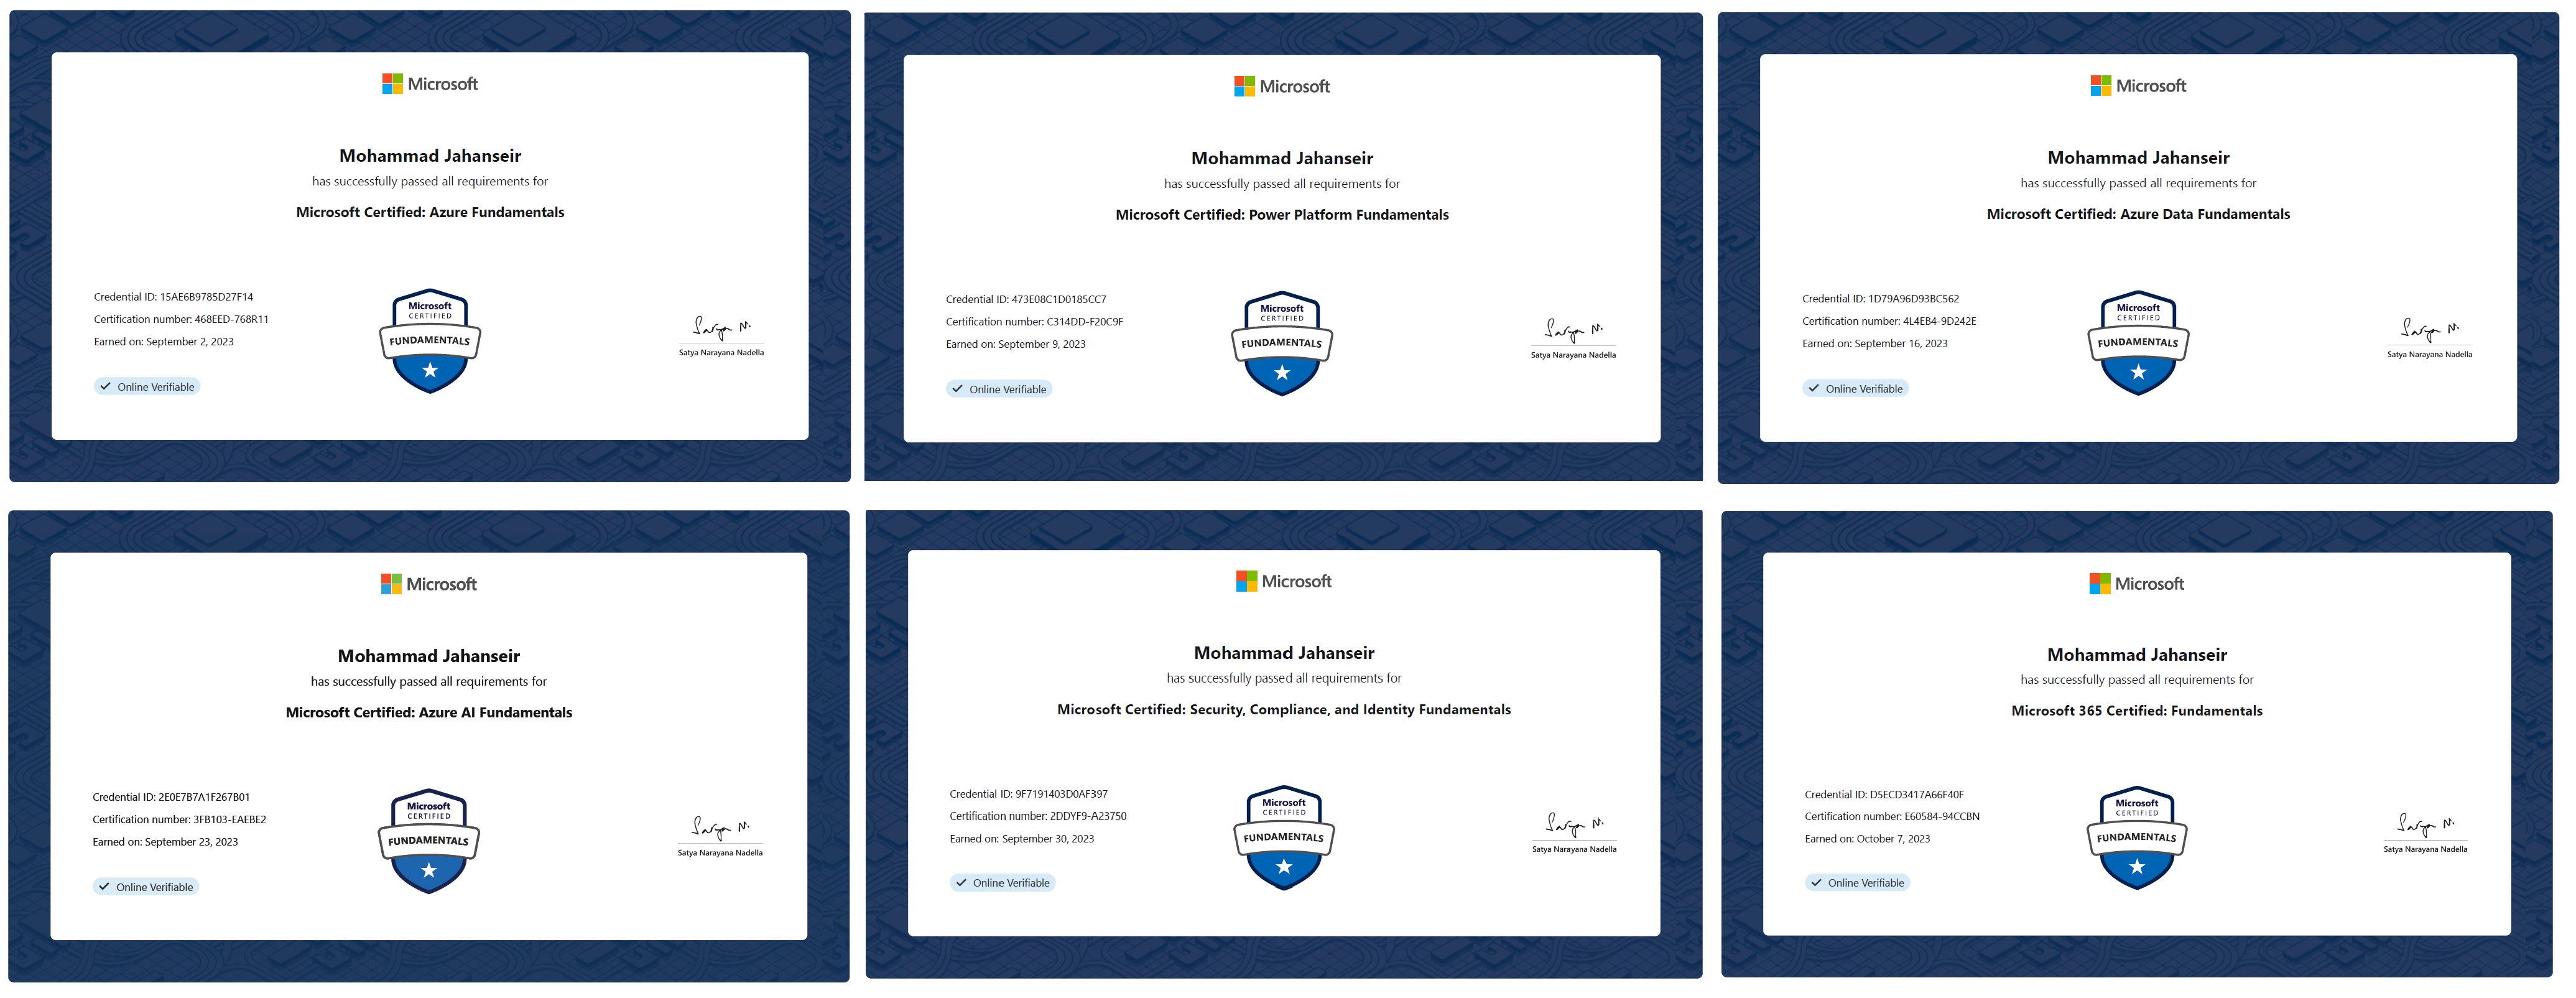 Microsoft
Mohammad Jahanseir
has successfully passed all requirements for
Microsoft Certified: Azure Fundamentals
Credential ID: 15AE6B9785D27F14
Certification number: 468EED-768R11
Earned on: September 2, 2023
Online Verifiable
Microsoft
CERTIFIED
FUNDAMENTALS
Satya N.
Satya Narayana Nadella
Microsoft
Mohammad Jahanseir
has successfully passed all requirements for
Microsoft Certified: Power Platform Fundamentals
Credential ID: 473E08C1D0185CC7
Certification number: C314DD-F20C9F
Earned on: September 9, 2023
Online Verifiable
Microsoft
CERTIFIED
FUNDAMENTALS
Satya N.
Satya Narayana Nadella
Microsoft
Mohammad Jahanseir
has successfully passed all requirements for
Microsoft Certified: Azure Data Fundamentals
Credential ID: 1D79A96D93BC562
Certification number: 4L4EB4-9D242E
Earned on: September 16, 2023
Online Verifiable
Microsoft
CERTIFIED
FUNDAMENTALS
Satya N.
Satya Narayana Nadella
Microsoft
Mohammad Jahanseir
has successfully passed all requirements for
Microsoft Certified: Azure AI Fundamentals
Credential ID: 2E0E7B7A1F267B01
Certification number: 3FB103-EAEBE2
Earned on: September 23, 2023
Online Verifiable
Microsoft
CERTIFIED
FUNDAMENTALS
Satya N.
Satya Narayana Nadella
Microsoft
Mohammad Jahanseir
has successfully passed all requirements for
Microsoft Certified: Security, Compliance, and Identity Fundamentals
Credential ID: 9F7191403D0AF397
Certification number: 2DDYF9-A23750
Earned on: September 30, 2023
Online Verifiable
Microsoft
CERTIFIED
FUNDAMENTALS
Satya N.
Satya Narayana Nadella
Microsoft
Mohammad Jahanseir
has successfully passed all requirements for
Microsoft 365 Certified: Fundamentals
Credential ID: D5ECD3417A66F40F
Certification number: E60584-94CCBN
Earned on: October 7, 2023
Online Verifiable
Microsoft
CERTIFIED
FUNDAMENTALS
Satya N.
Satya Narayana Nadella